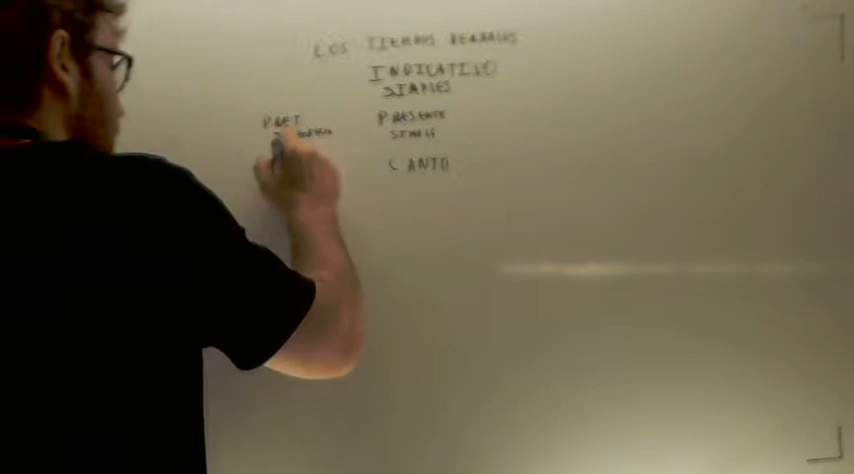 LOS TIEMPOS VERBALES
INDICATIVO
SIMPLES
PRET
PRESENTE
SIMPLE
CANTO